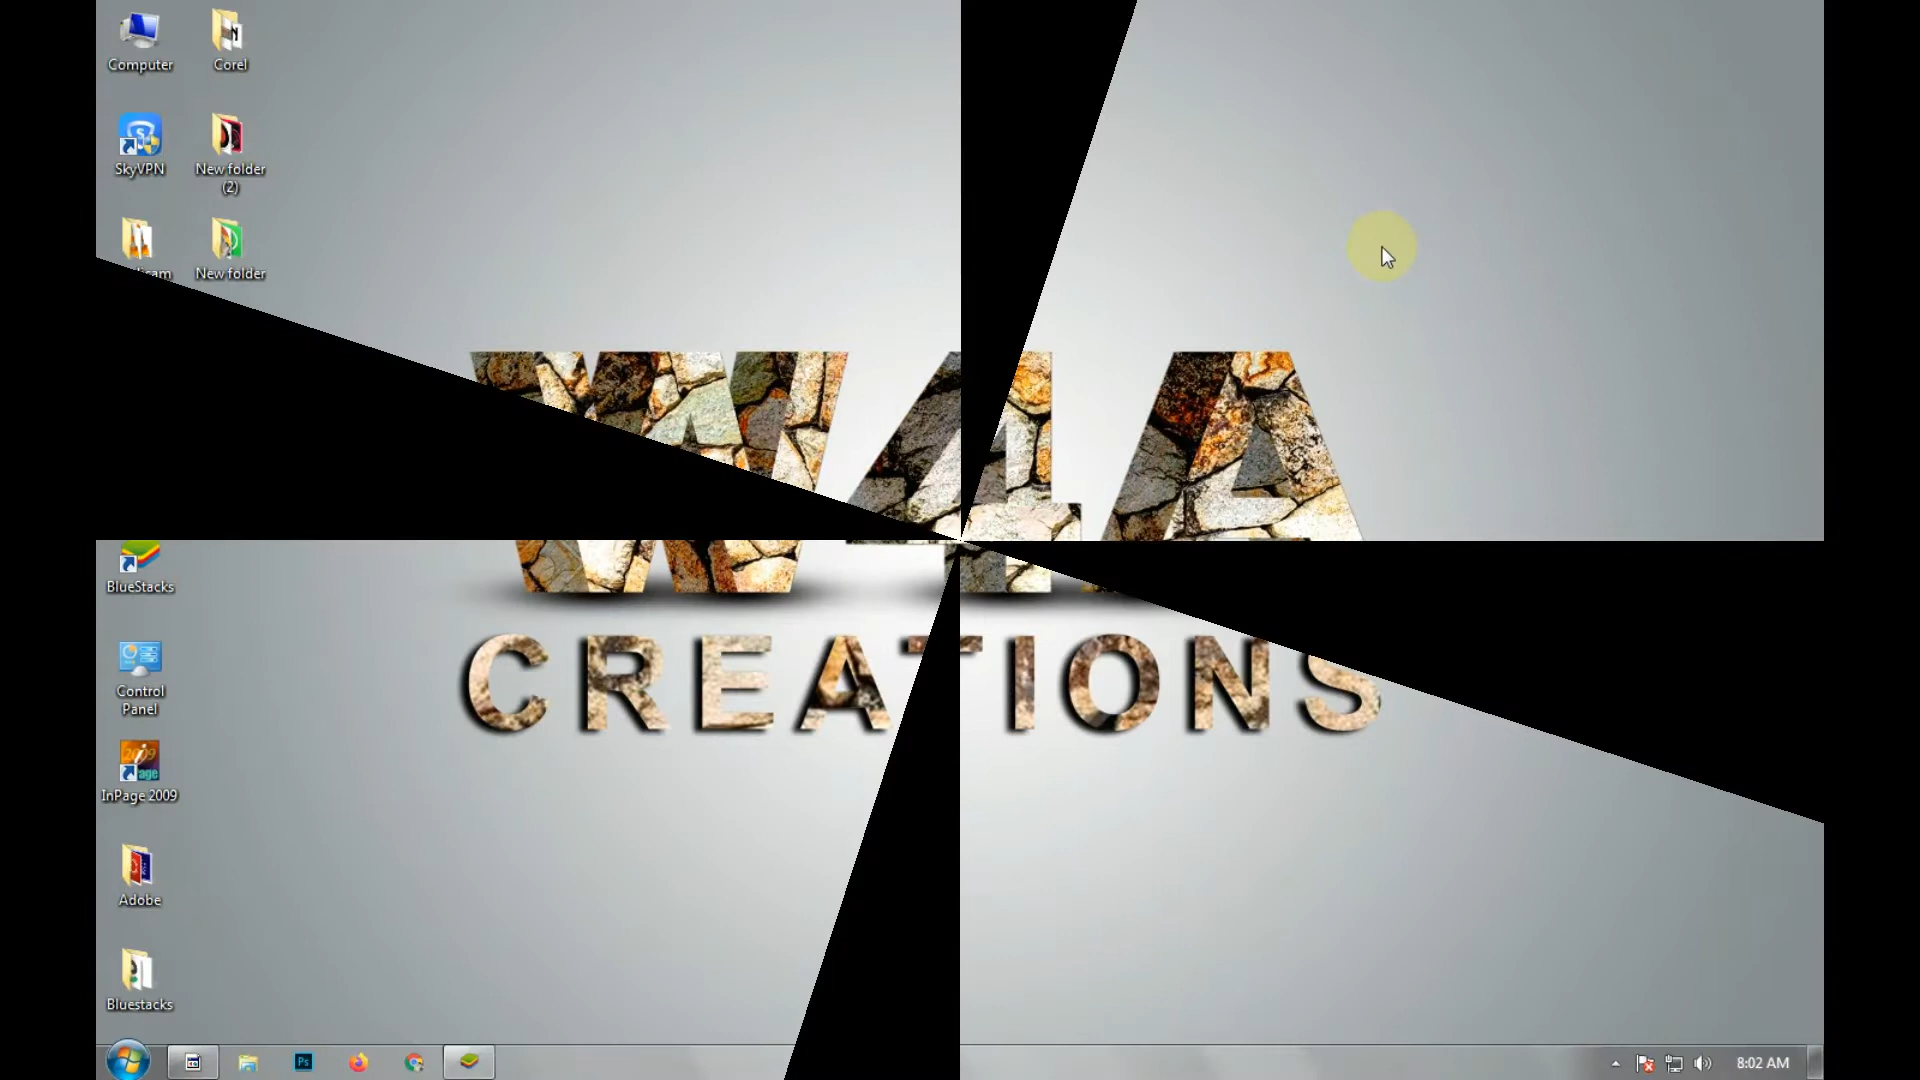 Computer
Corel
SkyVPN
New folder
(2)
New folder
W4A
BlueStacks
CREATIONS
Control
Panel
InPage 2009
Adobe
Bluestacks
Ps
8:02 AM